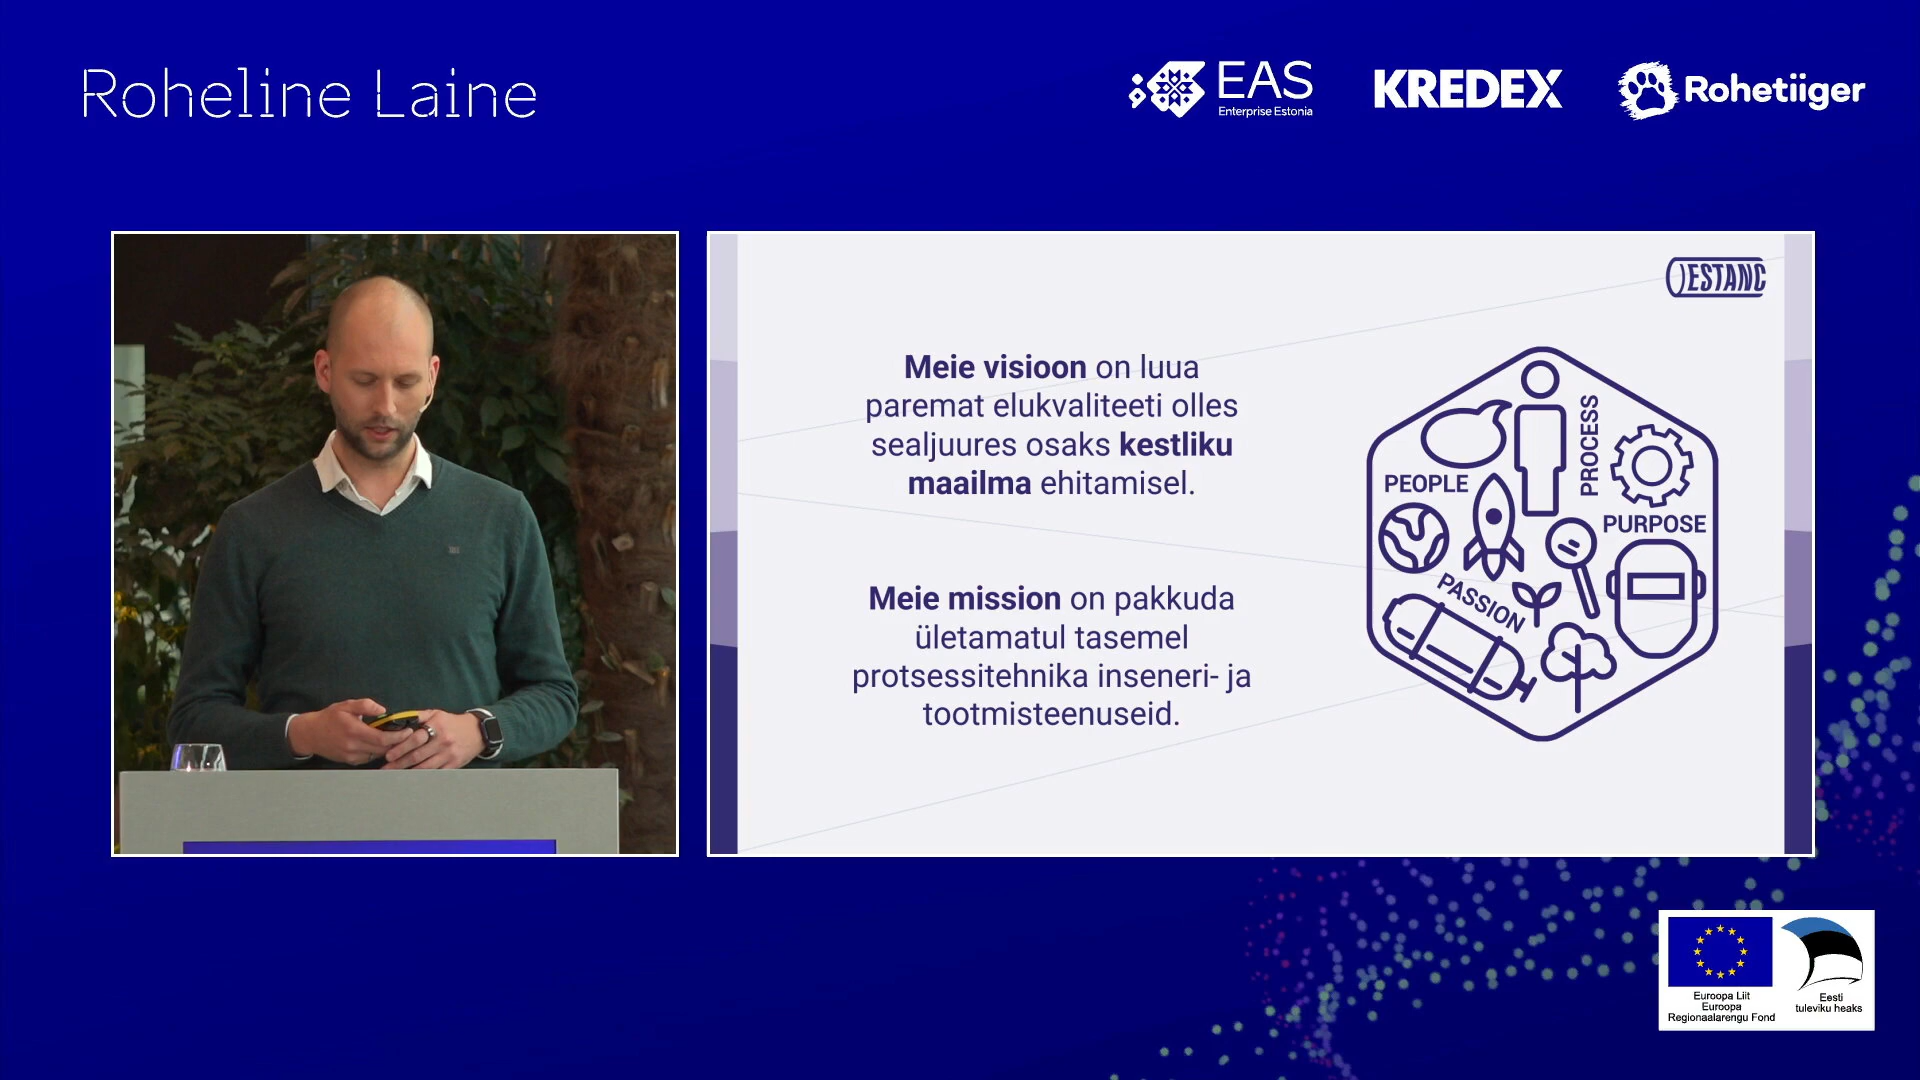 Roheline Laine
EAS
Enterprise Estonia
KREDEX
Rohetiiger
ESTANC
Meie visioon on luua
paremat elukvaliteeti olles
sealjuures osaks kestliku
maailma ehitamisel.
Meie mission on pakkuda
ületamatul tasemel
protsessitehnika inseneri- ja
tootmisteenuseid.
PEOPLE
PROCESS
PURPOSE
PASSION
Euroopa Liit
Euroopa
Regionaalarengu Fond
Eesti
tuleviku heaks